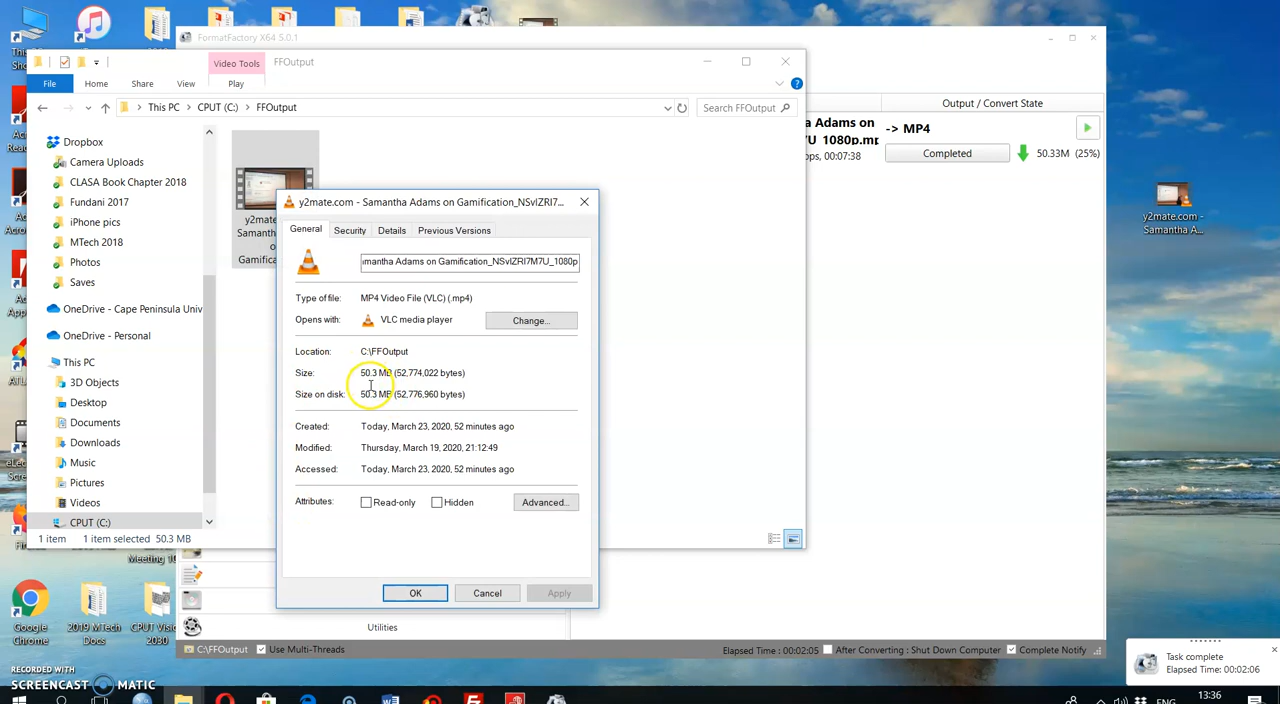 FormatFactory X64 5.0.1
Video Tools
FFOutput
File
Home
Share
View
Play
This PC
CPUT (C:)
FFOutput
Search FFOutput
Output / Convert State
a Adams on
U_1080p.mp
-> MP4
ps, 00:07:38
Completed
50.33M (25%)
Dropbox
Camera Uploads
CLASA Book Chapter 2018
Fundani 2017
iPhone pics
MTech 2018
Photos
Saves
OneDrive - Cape Peninsula Univ
OneDrive - Personal
This PC
3D Objects
Desktop
Documents
Downloads
Music
Pictures
Videos
CPUT (C:)
1 item
1 item selected 50.3 MB
y2mate.com - Samantha Adams on Gamification_NSvIZRI7...
General
Security
Details
Previous Versions
mantha Adams on Gamification_NSvIZRI7M7U_1080p
Type of file:
MP4 Video File (VLC) (.mp4)
Opens with:
VLC media player
Change...
Location:
C:\FFOutput
Size:
50.3 MB (52,774,022 bytes)
Size on disk:
50.3 MB (52,776,960 bytes)
Created:
Today, March 23, 2020, 52 minutes ago
Modified:
Thursday, March 19, 2020, 21:12:49
Accessed:
Today, March 23, 2020, 52 minutes ago
Attributes:
Read-only
Hidden
Advanced...
OK
Cancel
Apply
y2mate.com -
Samantha A...
Utilities
C:\FFOutput
Use Multi-Threads
Elapsed Time : 00:02:05
After Converting : Shut Down Computer
Complete Notify
Google
Chrome
2019 MTech
Docs
CPUT Visi
2030
Meeting 10
RECORDED WITH
SCREENCAST MATIC
Task complete
Elapsed Time: 00:02:06
ENG
13:36